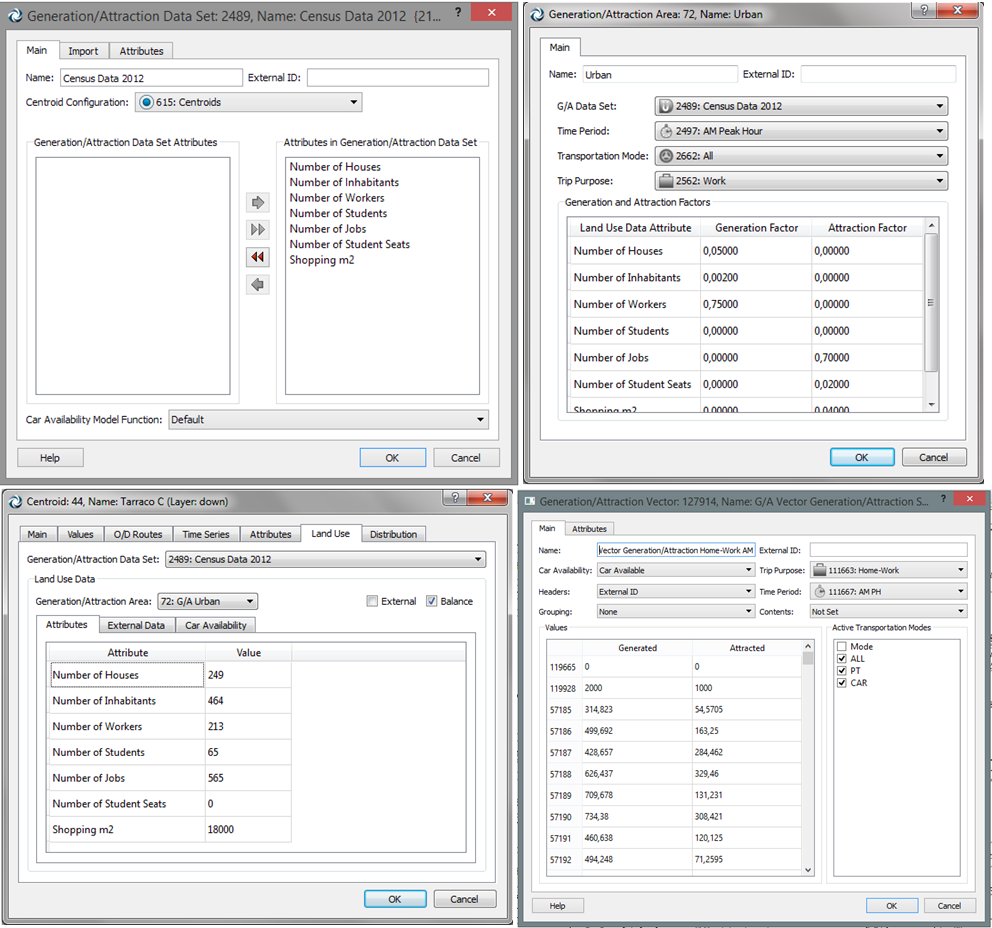 Generation/Attraction Data Set: 2489, Name: Census Data 2012 (21...
?
Main Import Attributes
Name: Census Data 2012 External ID:
Centroid Configuration: 615: Centroids
Generation/Attraction Data Set Attributes
Attributes in Generation/Attraction Data Set
Number of Houses
Number of Inhabitants
Number of Workers
Number of Students
Number of Jobs
Number of Student Seats
Shopping m2
Car Availability Model Function: Default
Help OK Cancel
Generation/Attraction Area: 72, Name: Urban
?
Main
Name: Urban External ID:
G/A Data Set: 2489: Census Data 2012
Time Period: 2497: AM Peak Hour
Transportation Mode: 2662: All
Trip Purpose: 2562: Work
Generation and Attraction Factors
Land Use Data Attribute Generation Factor Attraction Factor
Number of Houses 0,05000 0,00000
Number of Inhabitants 0,00200 0,00000
Number of Workers 0,75000 0,00000
Number of Students 0,00000 0,00000
Number of Jobs 0,00000 0,70000
Number of Student Seats 0,00000 0,02000
Shopping m2 0,00000 0,04000
OK Cancel
Centroid: 44, Name: Tarraco C (Layer: down)
?
Main Values O/D Routes Time Series Attributes Land Use Distribution
Generation/Attraction Data Set: 2489: Census Data 2012
Land Use Data
Generation/Attraction Area: 72: G/A Urban External Balance
Attributes External Data Car Availability
Attribute Value
Number of Houses 249
Number of Inhabitants 464
Number of Workers 213
Number of Students 65
Number of Jobs 565
Number of Student Seats 0
Shopping m2 18000
OK Cancel
Generation/Attraction Vector: 127914, Name: G/A Vector Generation/Attraction S...
?
Main Attributes
Name: Vector Generation/Attraction Home-Work AM External ID:
Car Availability: Car Available Trip Purpose: 111663: Home-Work
Headers: External ID Time Period: 111667: AM PH
Grouping: None Contents: Not Set
Values
Generated Attracted
119665 0 0
119928 2000 1000
57185 314,823 54,5705
57186 499,692 163,25
57187 428,657 284,462
57188 626,437 329,46
57189 709,678 131,231
57190 734,38 308,421
57191 460,638 120,125
57192 494,248 71,2595
Active Transportation Modes
Mode
ALL
PT
CAR
Help OK Cancel